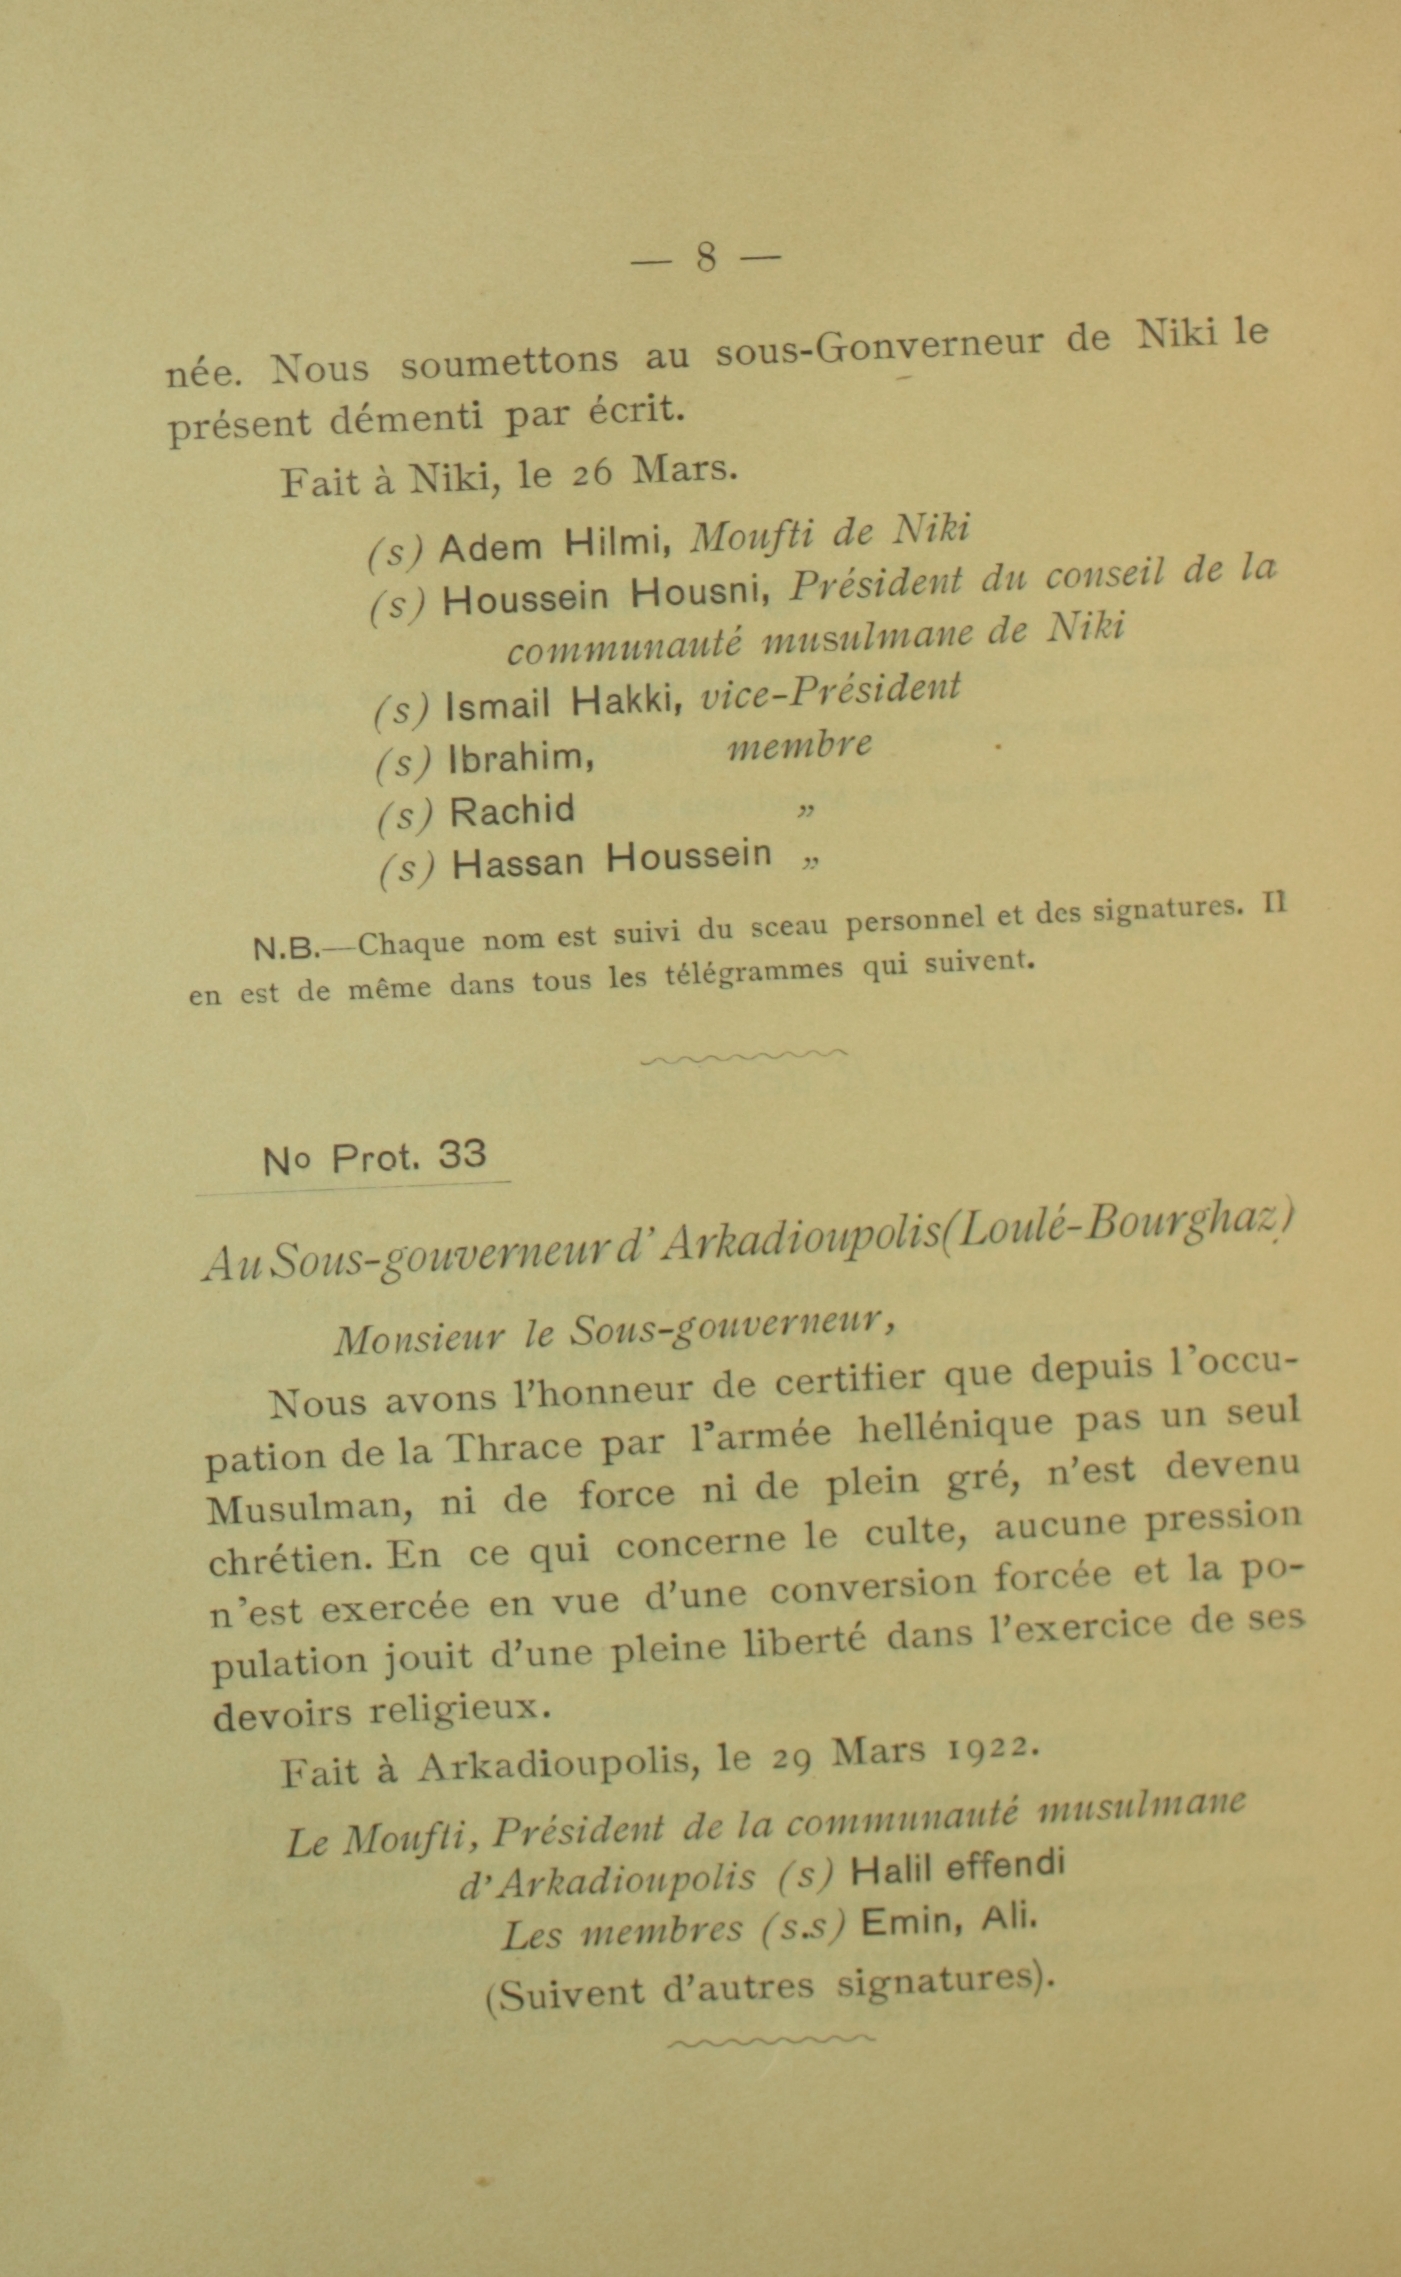 — 8 —
née. Nous soumettons au sous-Gonverneur de Niki le
présent démenti par écrit.
Fait à Niki, le 26 Mars.
(s) Adem Hilmi, Moufti de Niki
(s) Houssein Housni, Président du conseil de la
communauté musulmane de Niki
(s) Ismail Hakki, vice-Président
(s) Ibrahim, membre
(s) Rachid „
(s) Hassan Houssein „
N.B.—Chaque nom est suivi du sceau personnel et des signatures. Il
en est de même dans tous les télégrammes qui suivent.
No Prot. 33
Au Sous-gouverneur d'Arkadioupolis(Loulé-Bourghaz)
Monsieur le Sous-gouverneur,
Nous avons l'honneur de certifier que depuis l'occu-
pation de la Thrace par l'armée hellénique pas un seul
Musulman, ni de force ni de plein gré, n'est devenu
chrétien. En ce qui concerne le culte, aucune pression
n'est exercée en vue d'une conversion forcée et la po-
pulation jouit d'une pleine liberté dans l'exercice de ses
devoirs religieux.
Fait à Arkadioupolis, le 29 Mars 1922.
Le Moufti, Président de la communauté musulmane
d'Arkadioupolis (s) Halil effendi
Les membres (s.s) Emin, Ali.
(Suivent d'autres signatures).